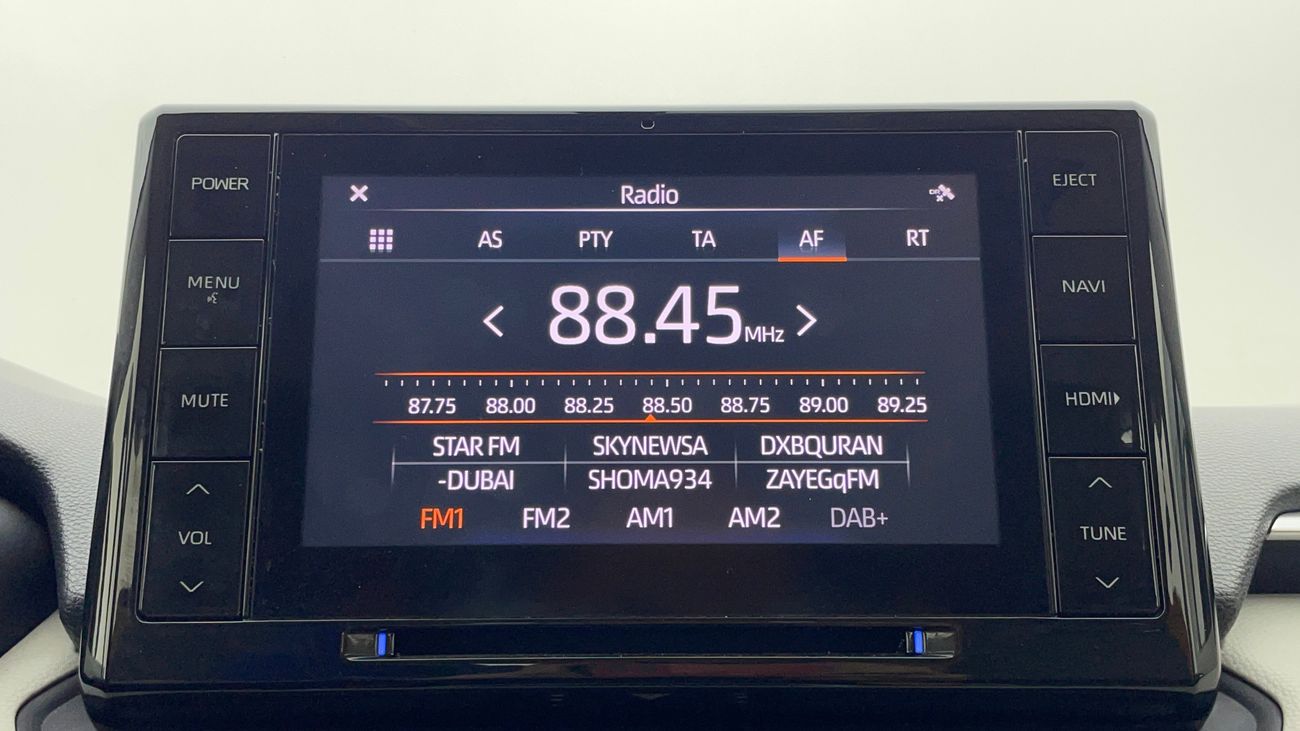 POWER
MENU
MUTE
VOL
Radio
AS PTY TA AF RT
88.45 MHz
87.75 88.00 88.25 88.50 88.75 89.00 89.25
STAR FM SKYNEWSA DXBQURAN
-DUBAI SHOMA934 ZAYEGqFM
FM1 FM2 AM1 AM2 DAB+
EJECT
NAVI
HDMI
TUNE